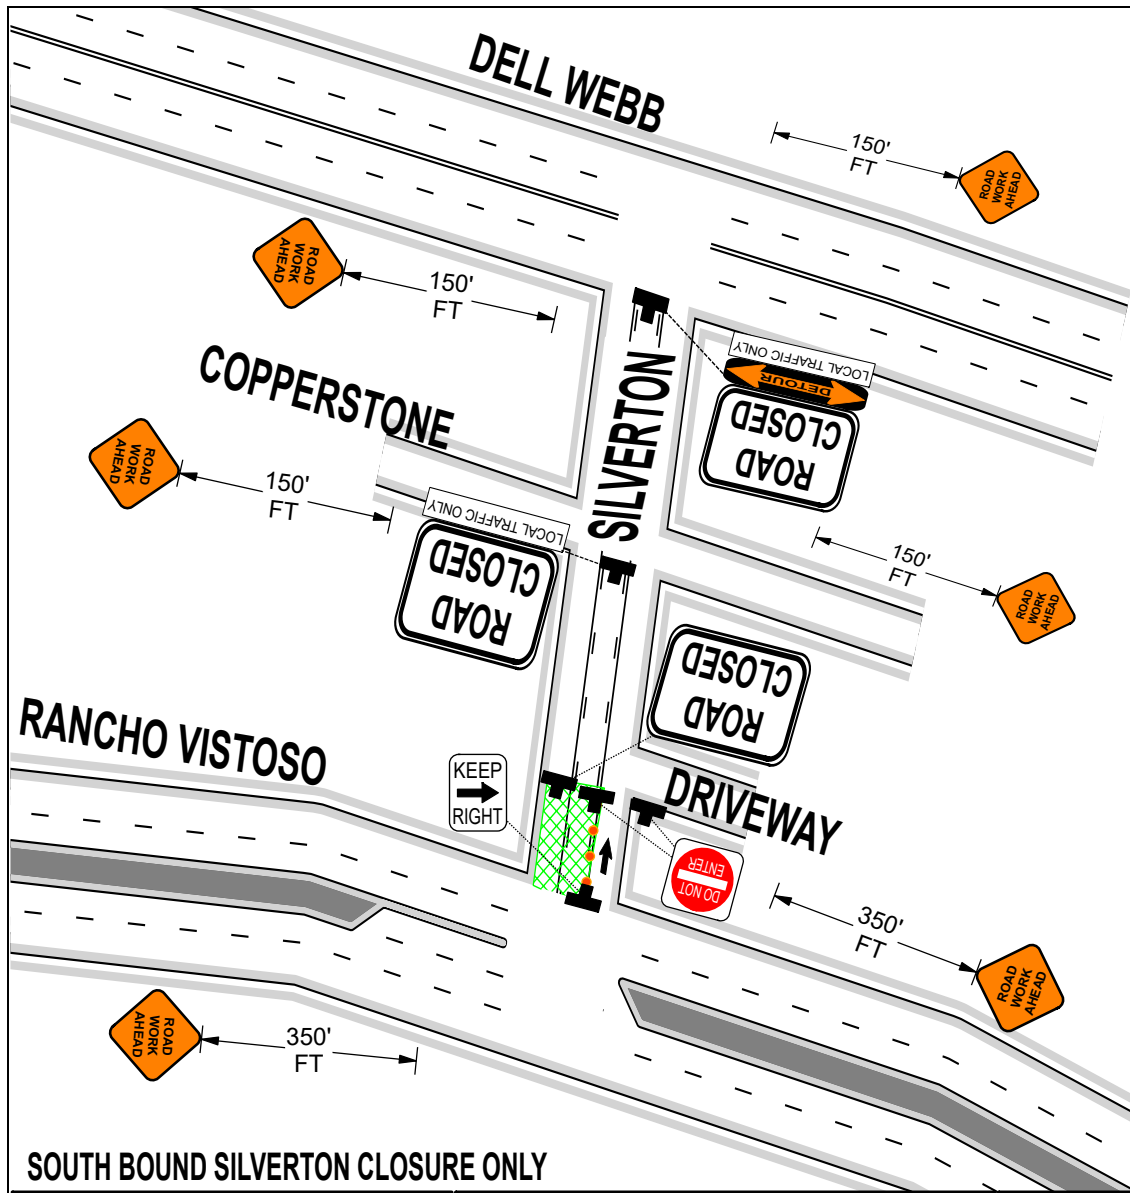 DELL WEBB
150'
FT
ROAD
WORK
AHEAD
ROAD
WORK
AHEAD
150'
FT
LOCAL TRAFFIC ONLY
DETOUR
ROAD
CLOSED
COPPERSTONE
SILVERTON
ROAD
WORK
AHEAD
150'
FT
LOCAL TRAFFIC ONLY
ROAD
CLOSED
150'
FT
ROAD
WORK
AHEAD
ROAD
CLOSED
RANCHO VISTOSO
KEEP
RIGHT
DRIVEWAY
DO NOT
ENTER
350'
FT
ROAD
WORK
AHEAD
ROAD
WORK
AHEAD
350'
FT
SOUTH BOUND SILVERTON CLOSURE ONLY